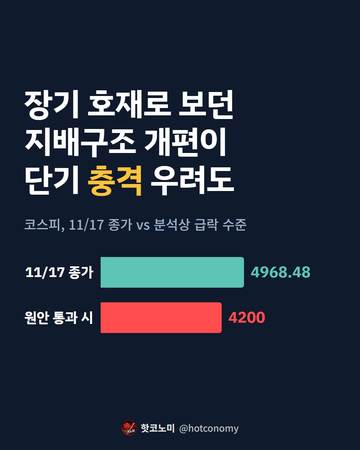 장기 호재로 보던
지배구조 개편이
단기 충격 우려도
코스피, 11/17 종가 vs 분석상 급락 수준
11/17 종가 4968.48
원안 통과 시 4200
핫코노미 @hotconomy